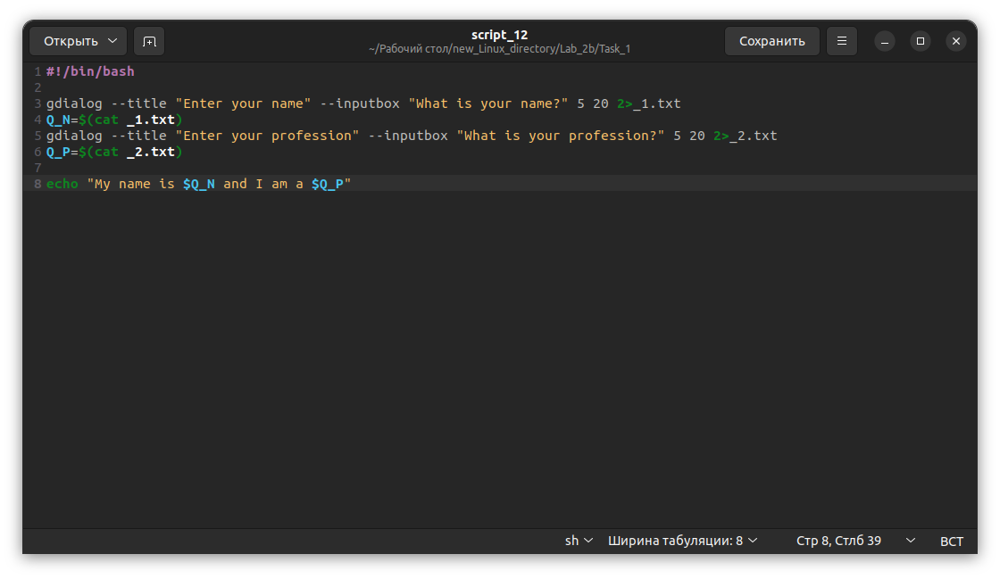 Открыть
script_12
~/Рабочий стол/new_Linux_directory/Lab_2b/Task_1
Сохранить
1 #!/bin/bash
2
3 gdialog --title "Enter your name" --inputbox "What is your name?" 5 20 2>_1.txt
4 Q_N=$(cat _1.txt)
5 gdialog --title "Enter your profession" --inputbox "What is your profession?" 5 20 2>_2.txt
6 Q_P=$(cat _2.txt)
7
8 echo "My name is $Q_N and I am a $Q_P"
sh Ширина табуляции: 8 Стр 8, Стлб 39 ВСТ